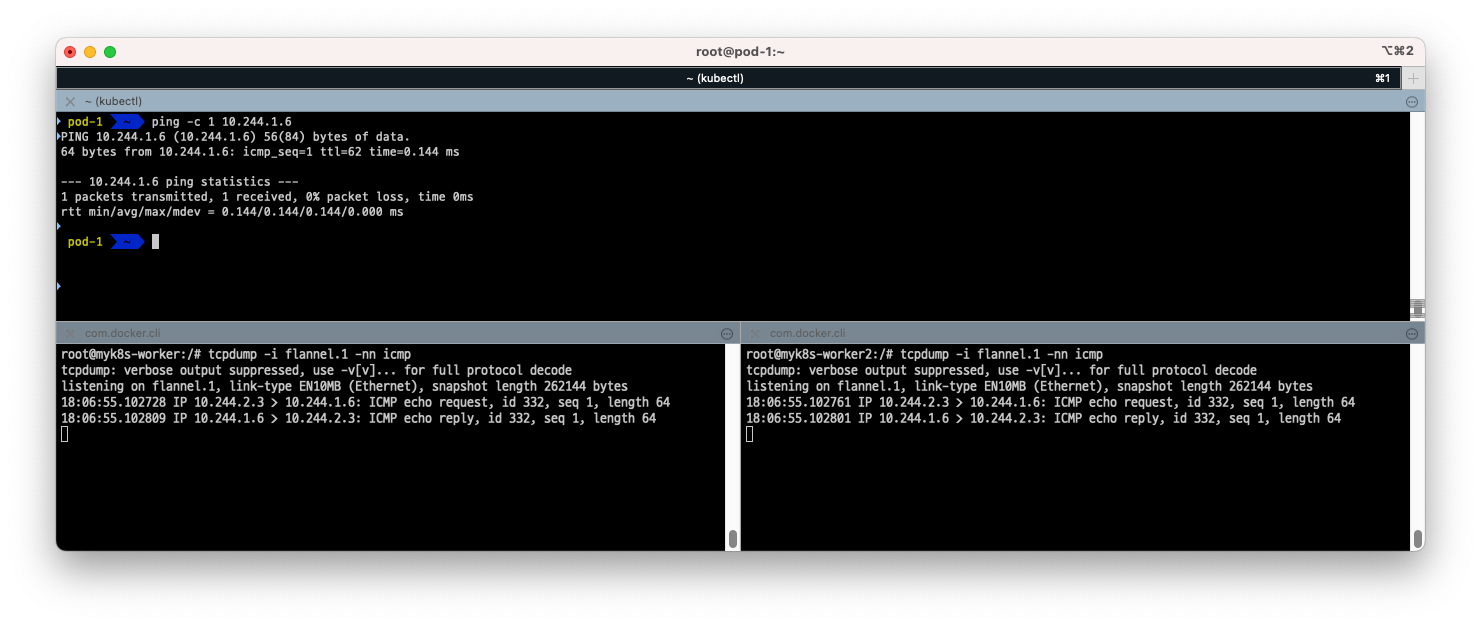 root@pod-1:~
⌥⌘2
~ (kubectl)
⌘1
~ (kubectl)
pod-1 ~ ping -c 1 10.244.1.6
PING 10.244.1.6 (10.244.1.6) 56(84) bytes of data.
64 bytes from 10.244.1.6: icmp_seq=1 ttl=62 time=0.144 ms
--- 10.244.1.6 ping statistics ---
1 packets transmitted, 1 received, 0% packet loss, time 0ms
rtt min/avg/max/mdev = 0.144/0.144/0.144/0.000 ms
pod-1 ~
com.docker.cli
root@myk8s-worker:/# tcpdump -i flannel.1 -nn icmp
tcpdump: verbose output suppressed, use -v[v]... for full protocol decode
listening on flannel.1, link-type EN10MB (Ethernet), snapshot length 262144 bytes
18:06:55.102728 IP 10.244.2.3 > 10.244.1.6: ICMP echo request, id 332, seq 1, length 64
18:06:55.102809 IP 10.244.1.6 > 10.244.2.3: ICMP echo reply, id 332, seq 1, length 64
com.docker.cli
root@myk8s-worker2:/# tcpdump -i flannel.1 -nn icmp
tcpdump: verbose output suppressed, use -v[v]... for full protocol decode
listening on flannel.1, link-type EN10MB (Ethernet), snapshot length 262144 bytes
18:06:55.102761 IP 10.244.2.3 > 10.244.1.6: ICMP echo request, id 332, seq 1, length 64
18:06:55.102801 IP 10.244.1.6 > 10.244.2.3: ICMP echo reply, id 332, seq 1, length 64